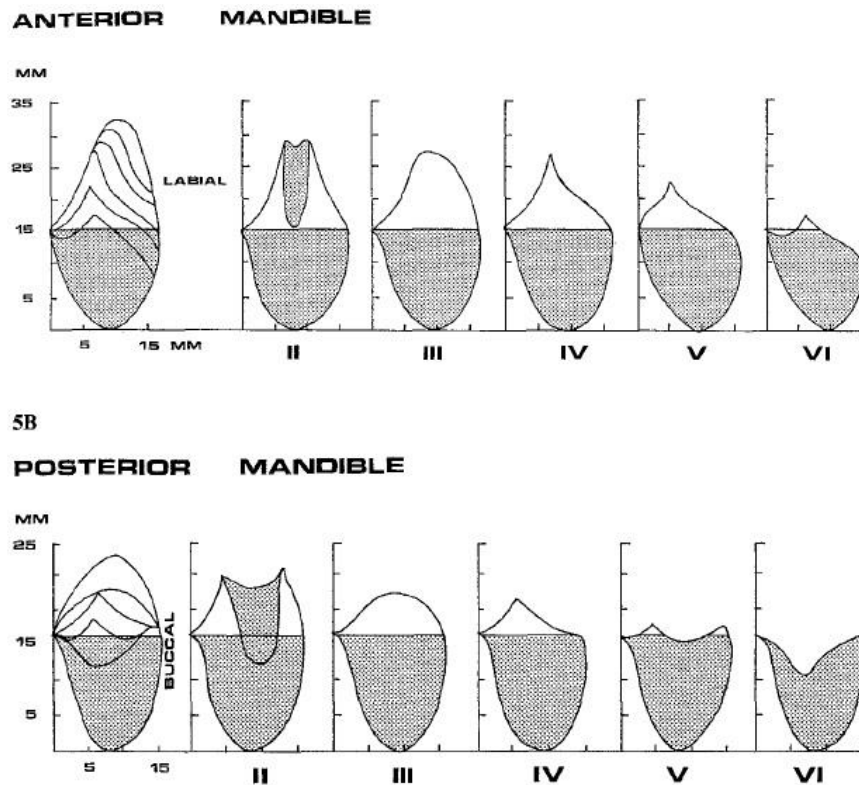 ANTERIOR MANDIBLE
MM
35
25
15
5
LABIAL
5 15 MM
II III IV V VI
5B
POSTERIOR MANDIBLE
MM
25
15
5
BUCCAL
5 15
II III IV V VI